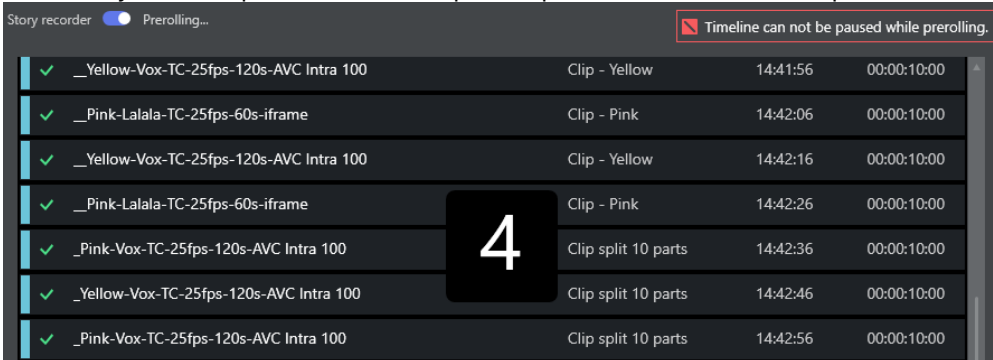 Story recorder Prerolling...
Timeline can not be paused while prerolling.
__Yellow-Vox-TC-25fps-120s-AVC Intra 100 Clip - Yellow 14:41:56 00:00:10:00
__Pink-Lalala-TC-25fps-60s-iframe Clip - Pink 14:42:06 00:00:10:00
__Yellow-Vox-TC-25fps-120s-AVC Intra 100 Clip - Yellow 14:42:16 00:00:10:00
__Pink-Lalala-TC-25fps-60s-iframe Clip - Pink 14:42:26 00:00:10:00
4
_Pink-Vox-TC-25fps-120s-AVC Intra 100 Clip split 10 parts 14:42:36 00:00:10:00
_Yellow-Vox-TC-25fps-120s-AVC Intra 100 Clip split 10 parts 14:42:46 00:00:10:00
_Pink-Vox-TC-25fps-120s-AVC Intra 100 Clip split 10 parts 14:42:56 00:00:10:00